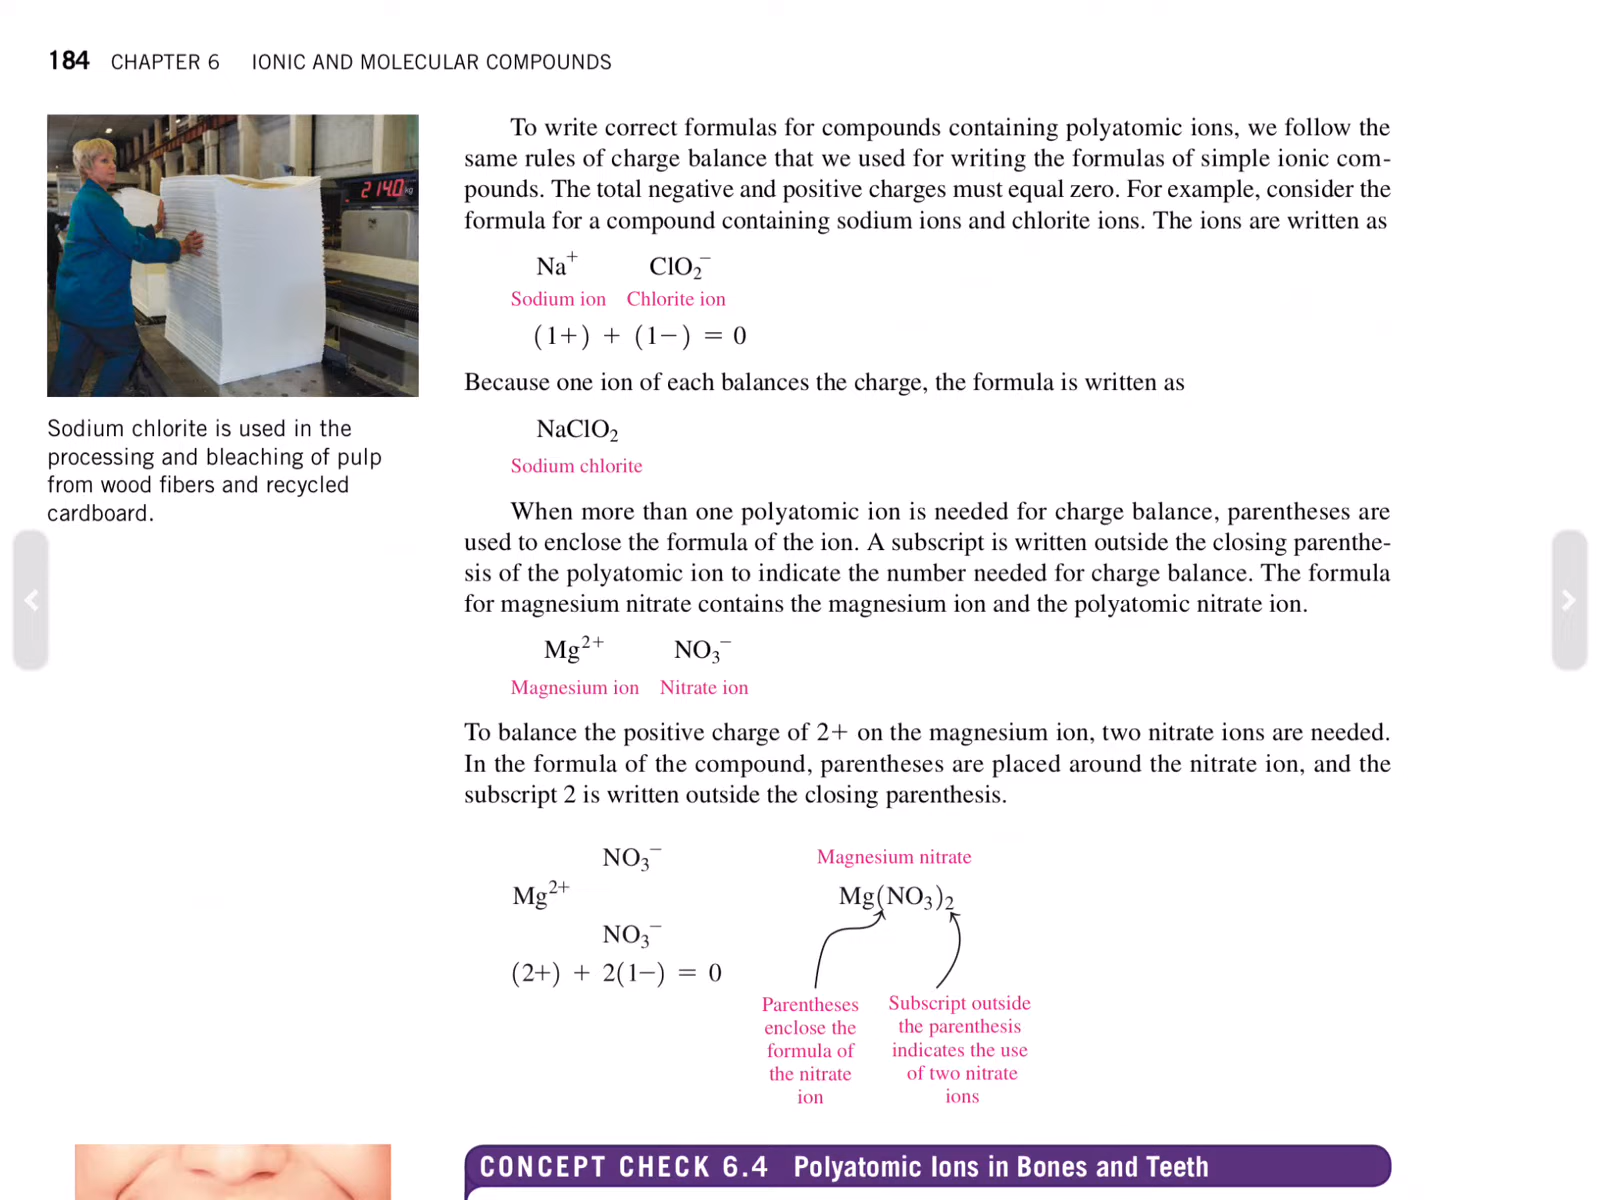 184 CHAPTER 6 IONIC AND MOLECULAR COMPOUNDS
214.0 kg
Sodium chlorite is used in the
processing and bleaching of pulp
from wood fibers and recycled
cardboard.
To write correct formulas for compounds containing polyatomic ions, we follow the
same rules of charge balance that we used for writing the formulas of simple ionic com-
pounds. The total negative and positive charges must equal zero. For example, consider the
formula for a compound containing sodium ions and chlorite ions. The ions are written as
Na⁺ ClO₂⁻
Sodium ion Chlorite ion
(1+) + (1−) = 0
Because one ion of each balances the charge, the formula is written as
NaClO₂
Sodium chlorite
When more than one polyatomic ion is needed for charge balance, parentheses are
used to enclose the formula of the ion. A subscript is written outside the closing parenthe-
sis of the polyatomic ion to indicate the number needed for charge balance. The formula
for magnesium nitrate contains the magnesium ion and the polyatomic nitrate ion.
Mg²⁺ NO₃⁻
Magnesium ion Nitrate ion
To balance the positive charge of 2+ on the magnesium ion, two nitrate ions are needed.
In the formula of the compound, parentheses are placed around the nitrate ion, and the
subscript 2 is written outside the closing parenthesis.
NO₃⁻
Mg²⁺
NO₃⁻
(2+) + 2(1−) = 0
Magnesium nitrate
Mg(NO₃)₂
Parentheses
enclose the
formula of
the nitrate
ion
Subscript outside
the parenthesis
indicates the use
of two nitrate
ions
CONCEPT CHECK 6.4 Polyatomic Ions in Bones and Teeth